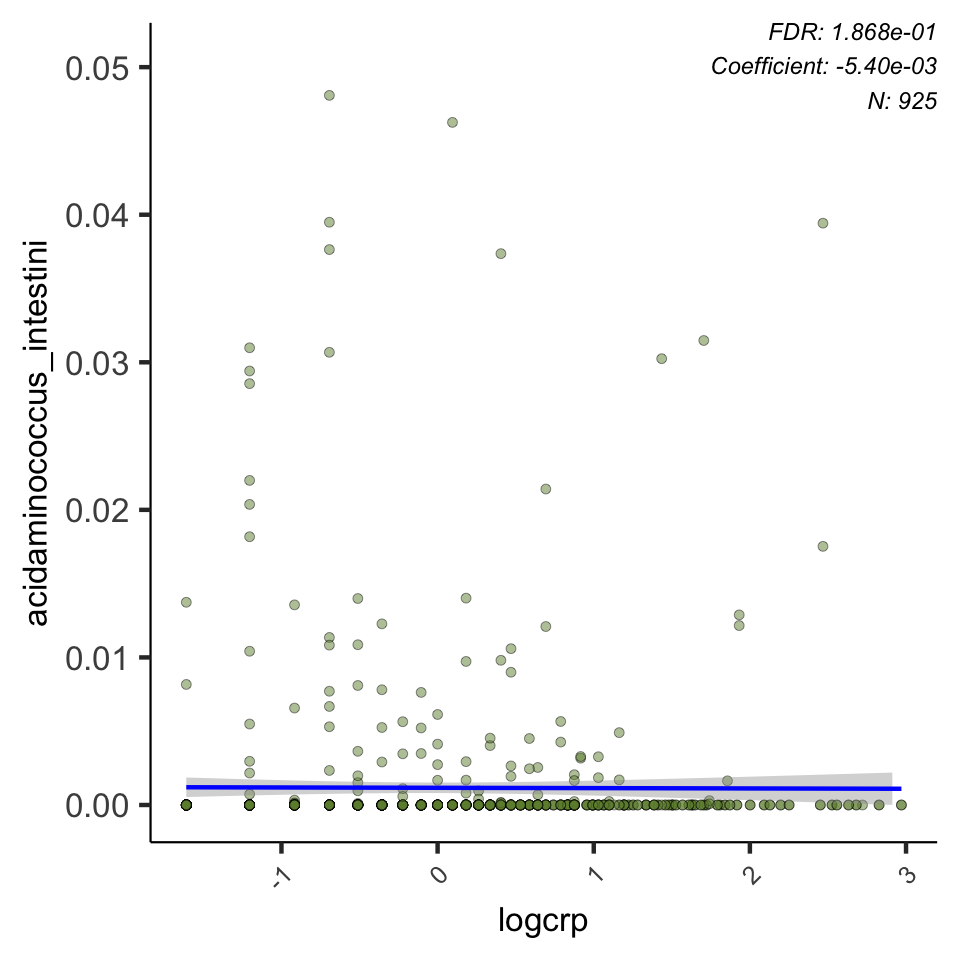 FDR: 1.868e-01
Coefficient: -5.40e-03
N: 925
0.05
0.04
0.03
0.02
0.01
0.00
acidaminococcus_intestini
-1
0
1
2
3
logcrp